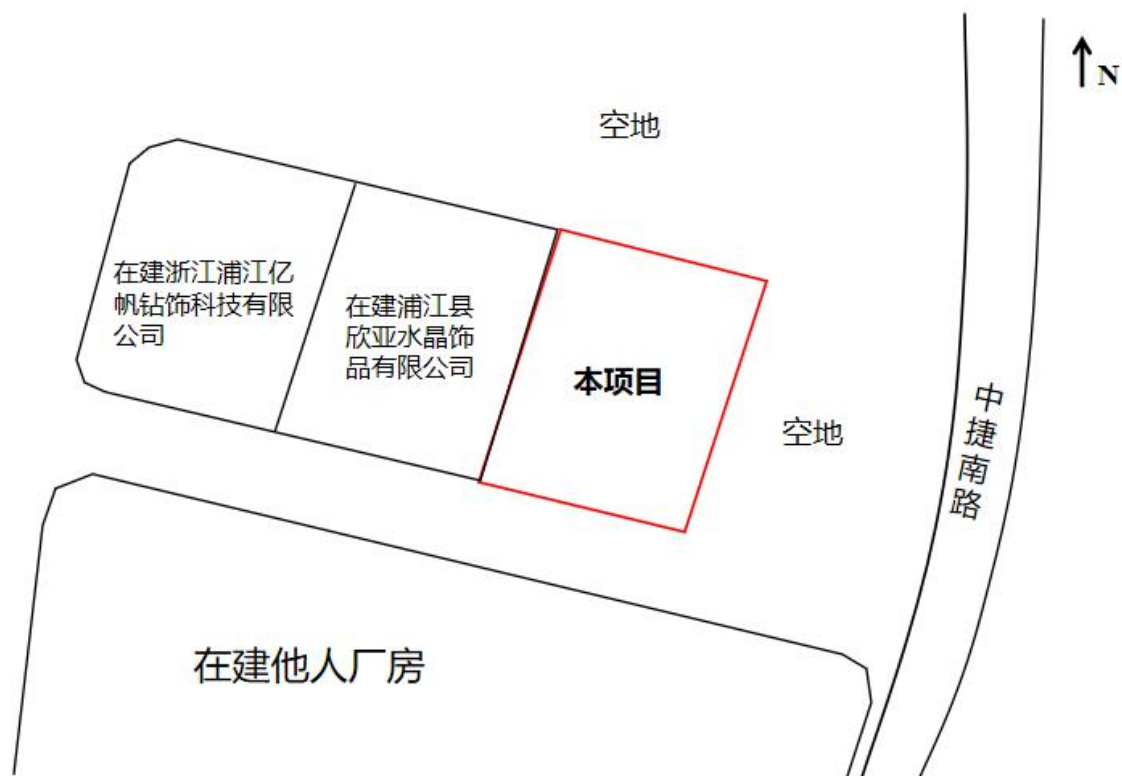 N
空地
在建浙江浦江亿
帆钻饰科技有限
公司
在建浦江县
欣亚水晶饰
品有限公司
本项目
空地
中捷南路
在建他人厂房